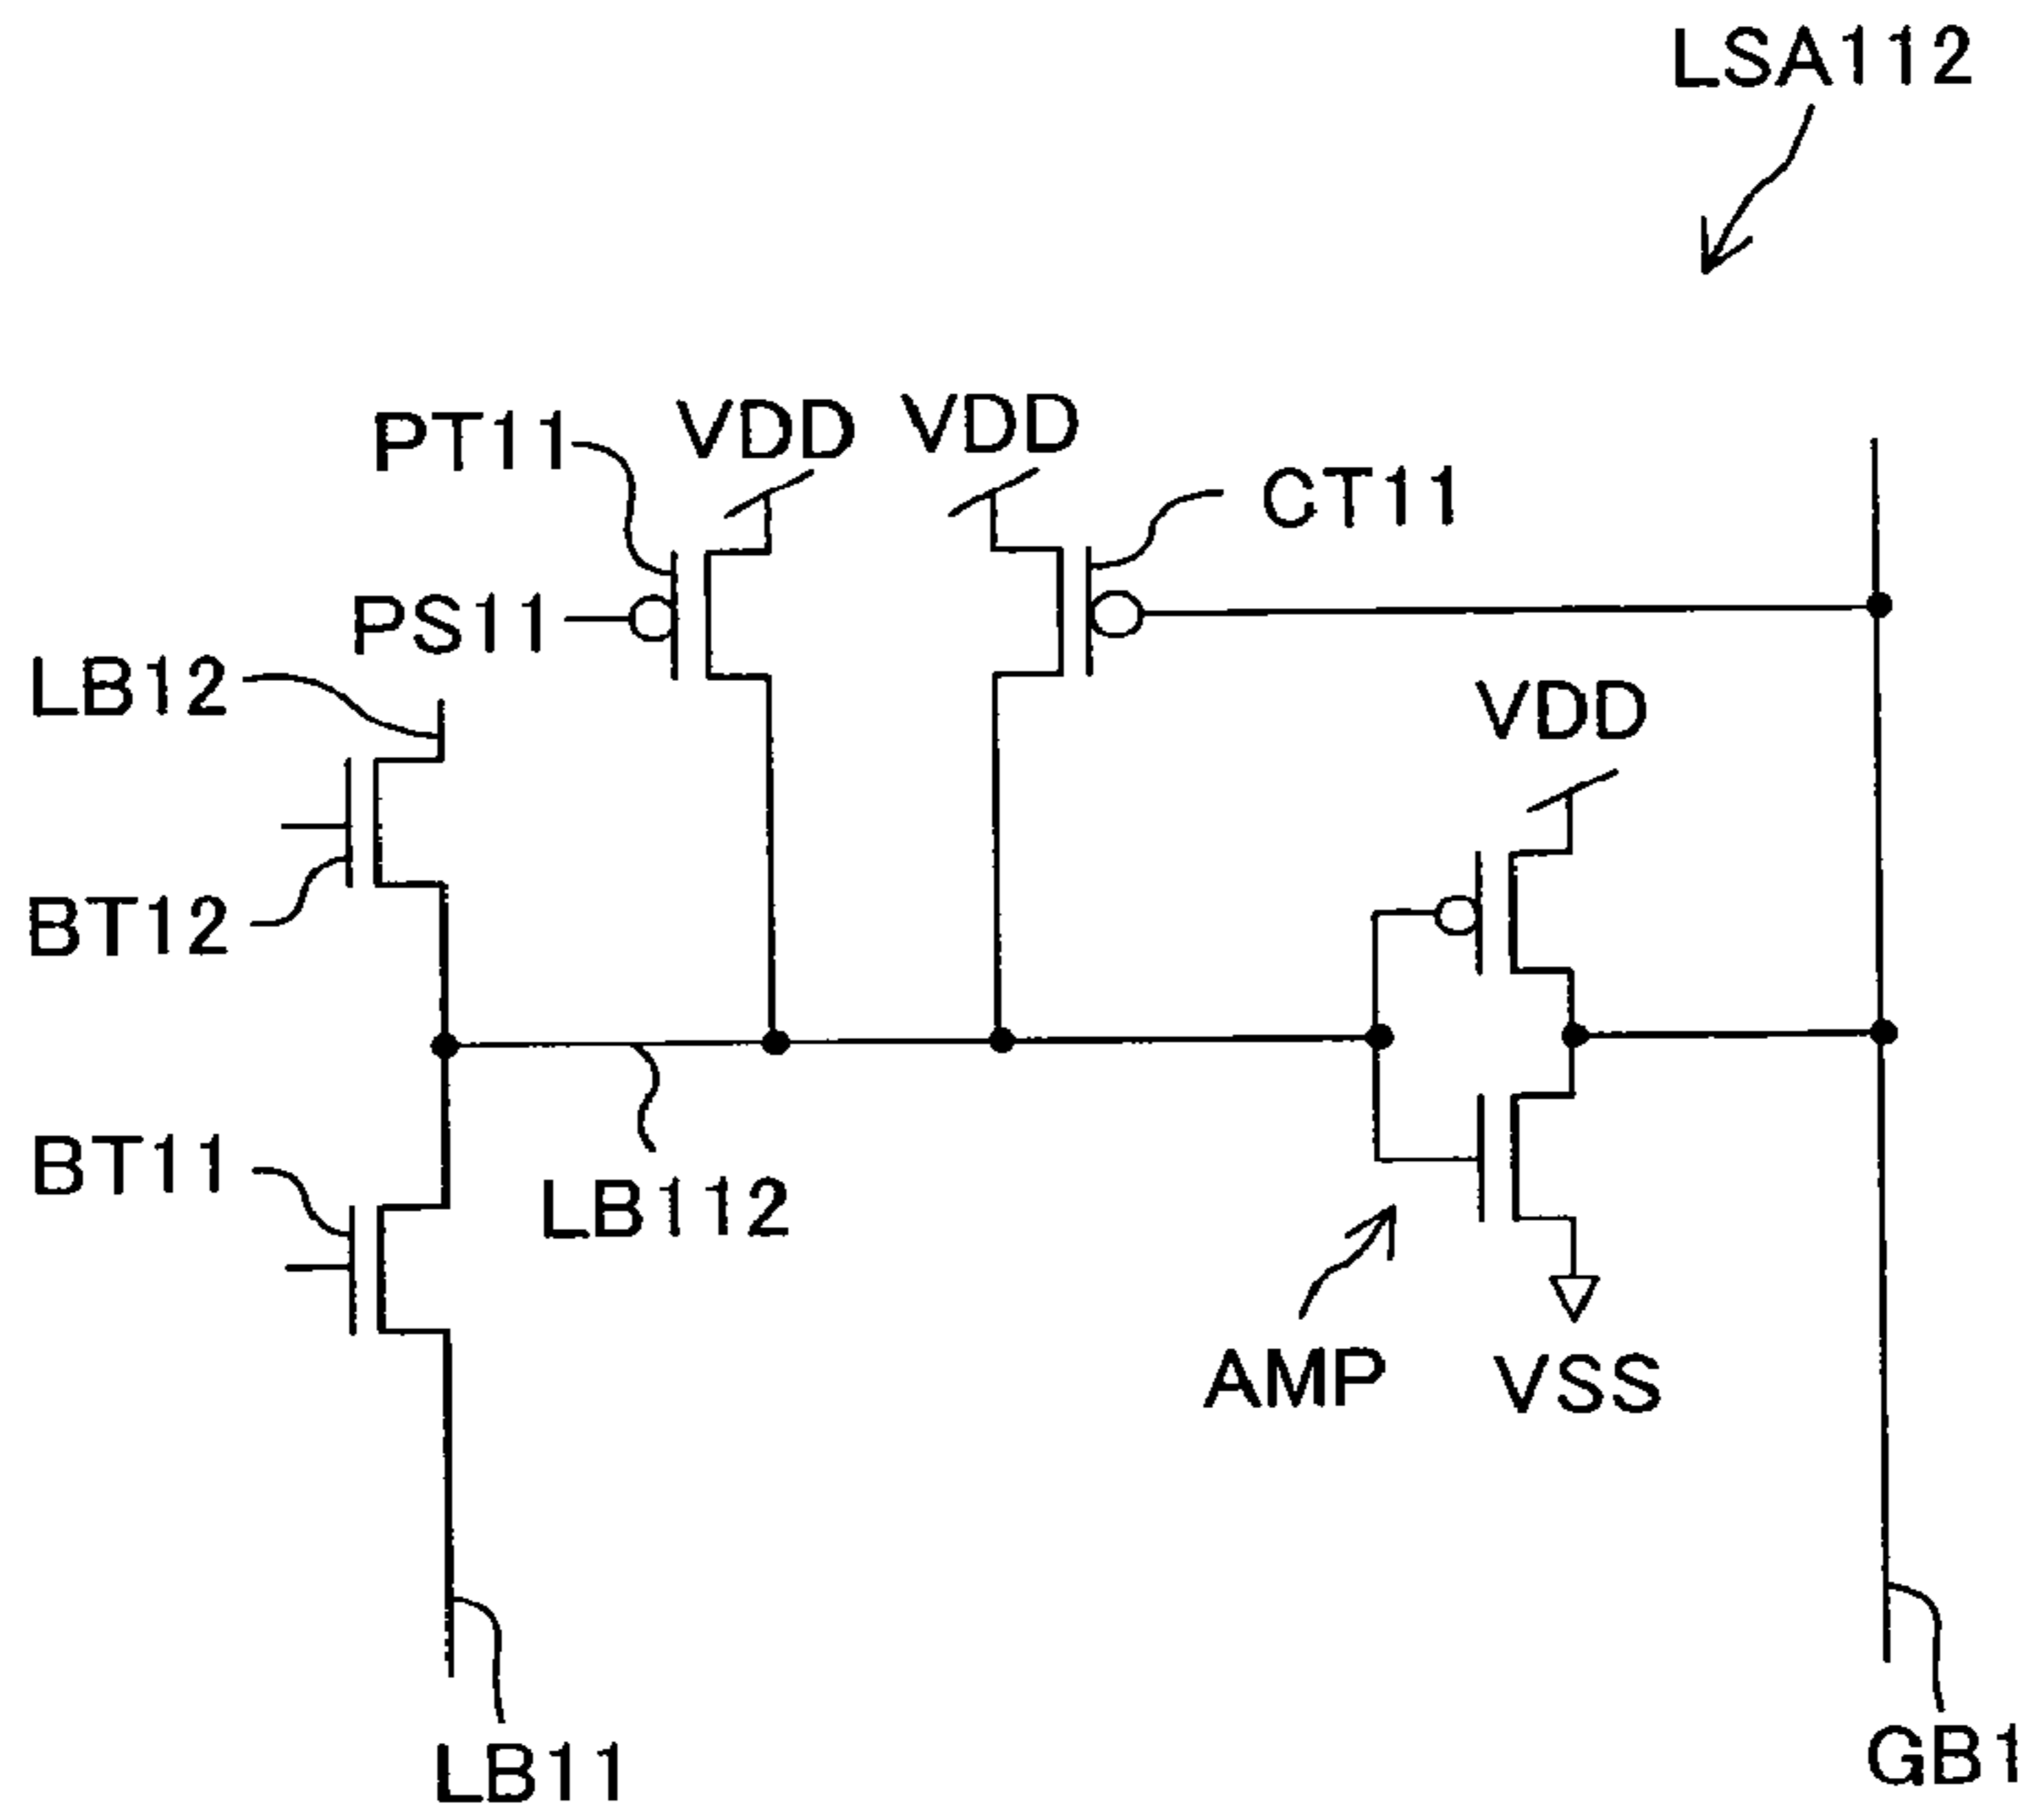 LSA112
PT11
VDD
VDD
CT11
PS11
LB12
VDD
BT12
BT11
LB112
AMP
VSS
LB11
GB1